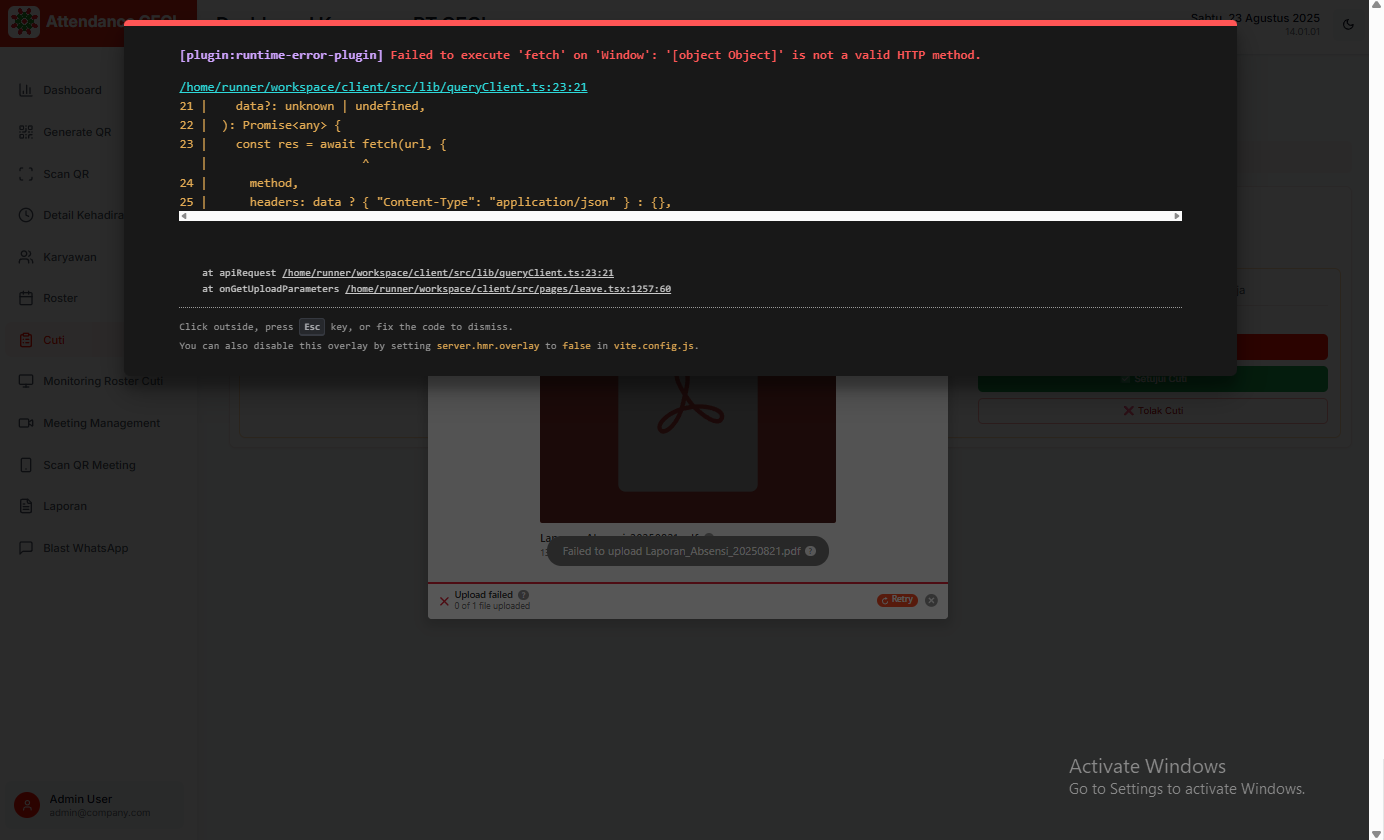 Attendance CECI
Sabtu, 23 Agustus 2025
14.01.01
[plugin:runtime-error-plugin] Failed to execute 'fetch' on 'Window': '[object Object]' is not a valid HTTP method.
/home/runner/workspace/client/src/lib/queryClient.ts:23:21
21 |    data?: unknown | undefined,
22 |  ): Promise<any> {
23 |    const res = await fetch(url, {
   |                      ^
24 |      method,
25 |      headers: data ? { "Content-Type": "application/json" } : {},
at apiRequest /home/runner/workspace/client/src/lib/queryClient.ts:23:21
at onGetUploadParameters /home/runner/workspace/client/src/pages/leave.tsx:1257:60
Click outside, press Esc key, or fix the code to dismiss.
You can also disable this overlay by setting server.hmr.overlay to false in vite.config.js.
Dashboard
Generate QR
Scan QR
Detail Kehadira
Karyawan
Roster
Cuti
Monitoring Roster Cuti
Meeting Management
Scan QR Meeting
Laporan
Blast WhatsApp
Admin User
admin@company.com
Setujui Cuti
Tolak Cuti
Failed to upload Laporan_Absensi_20250821.pdf
Upload failed
0 of 1 file uploaded
Retry
Activate Windows
Go to Settings to activate Windows.